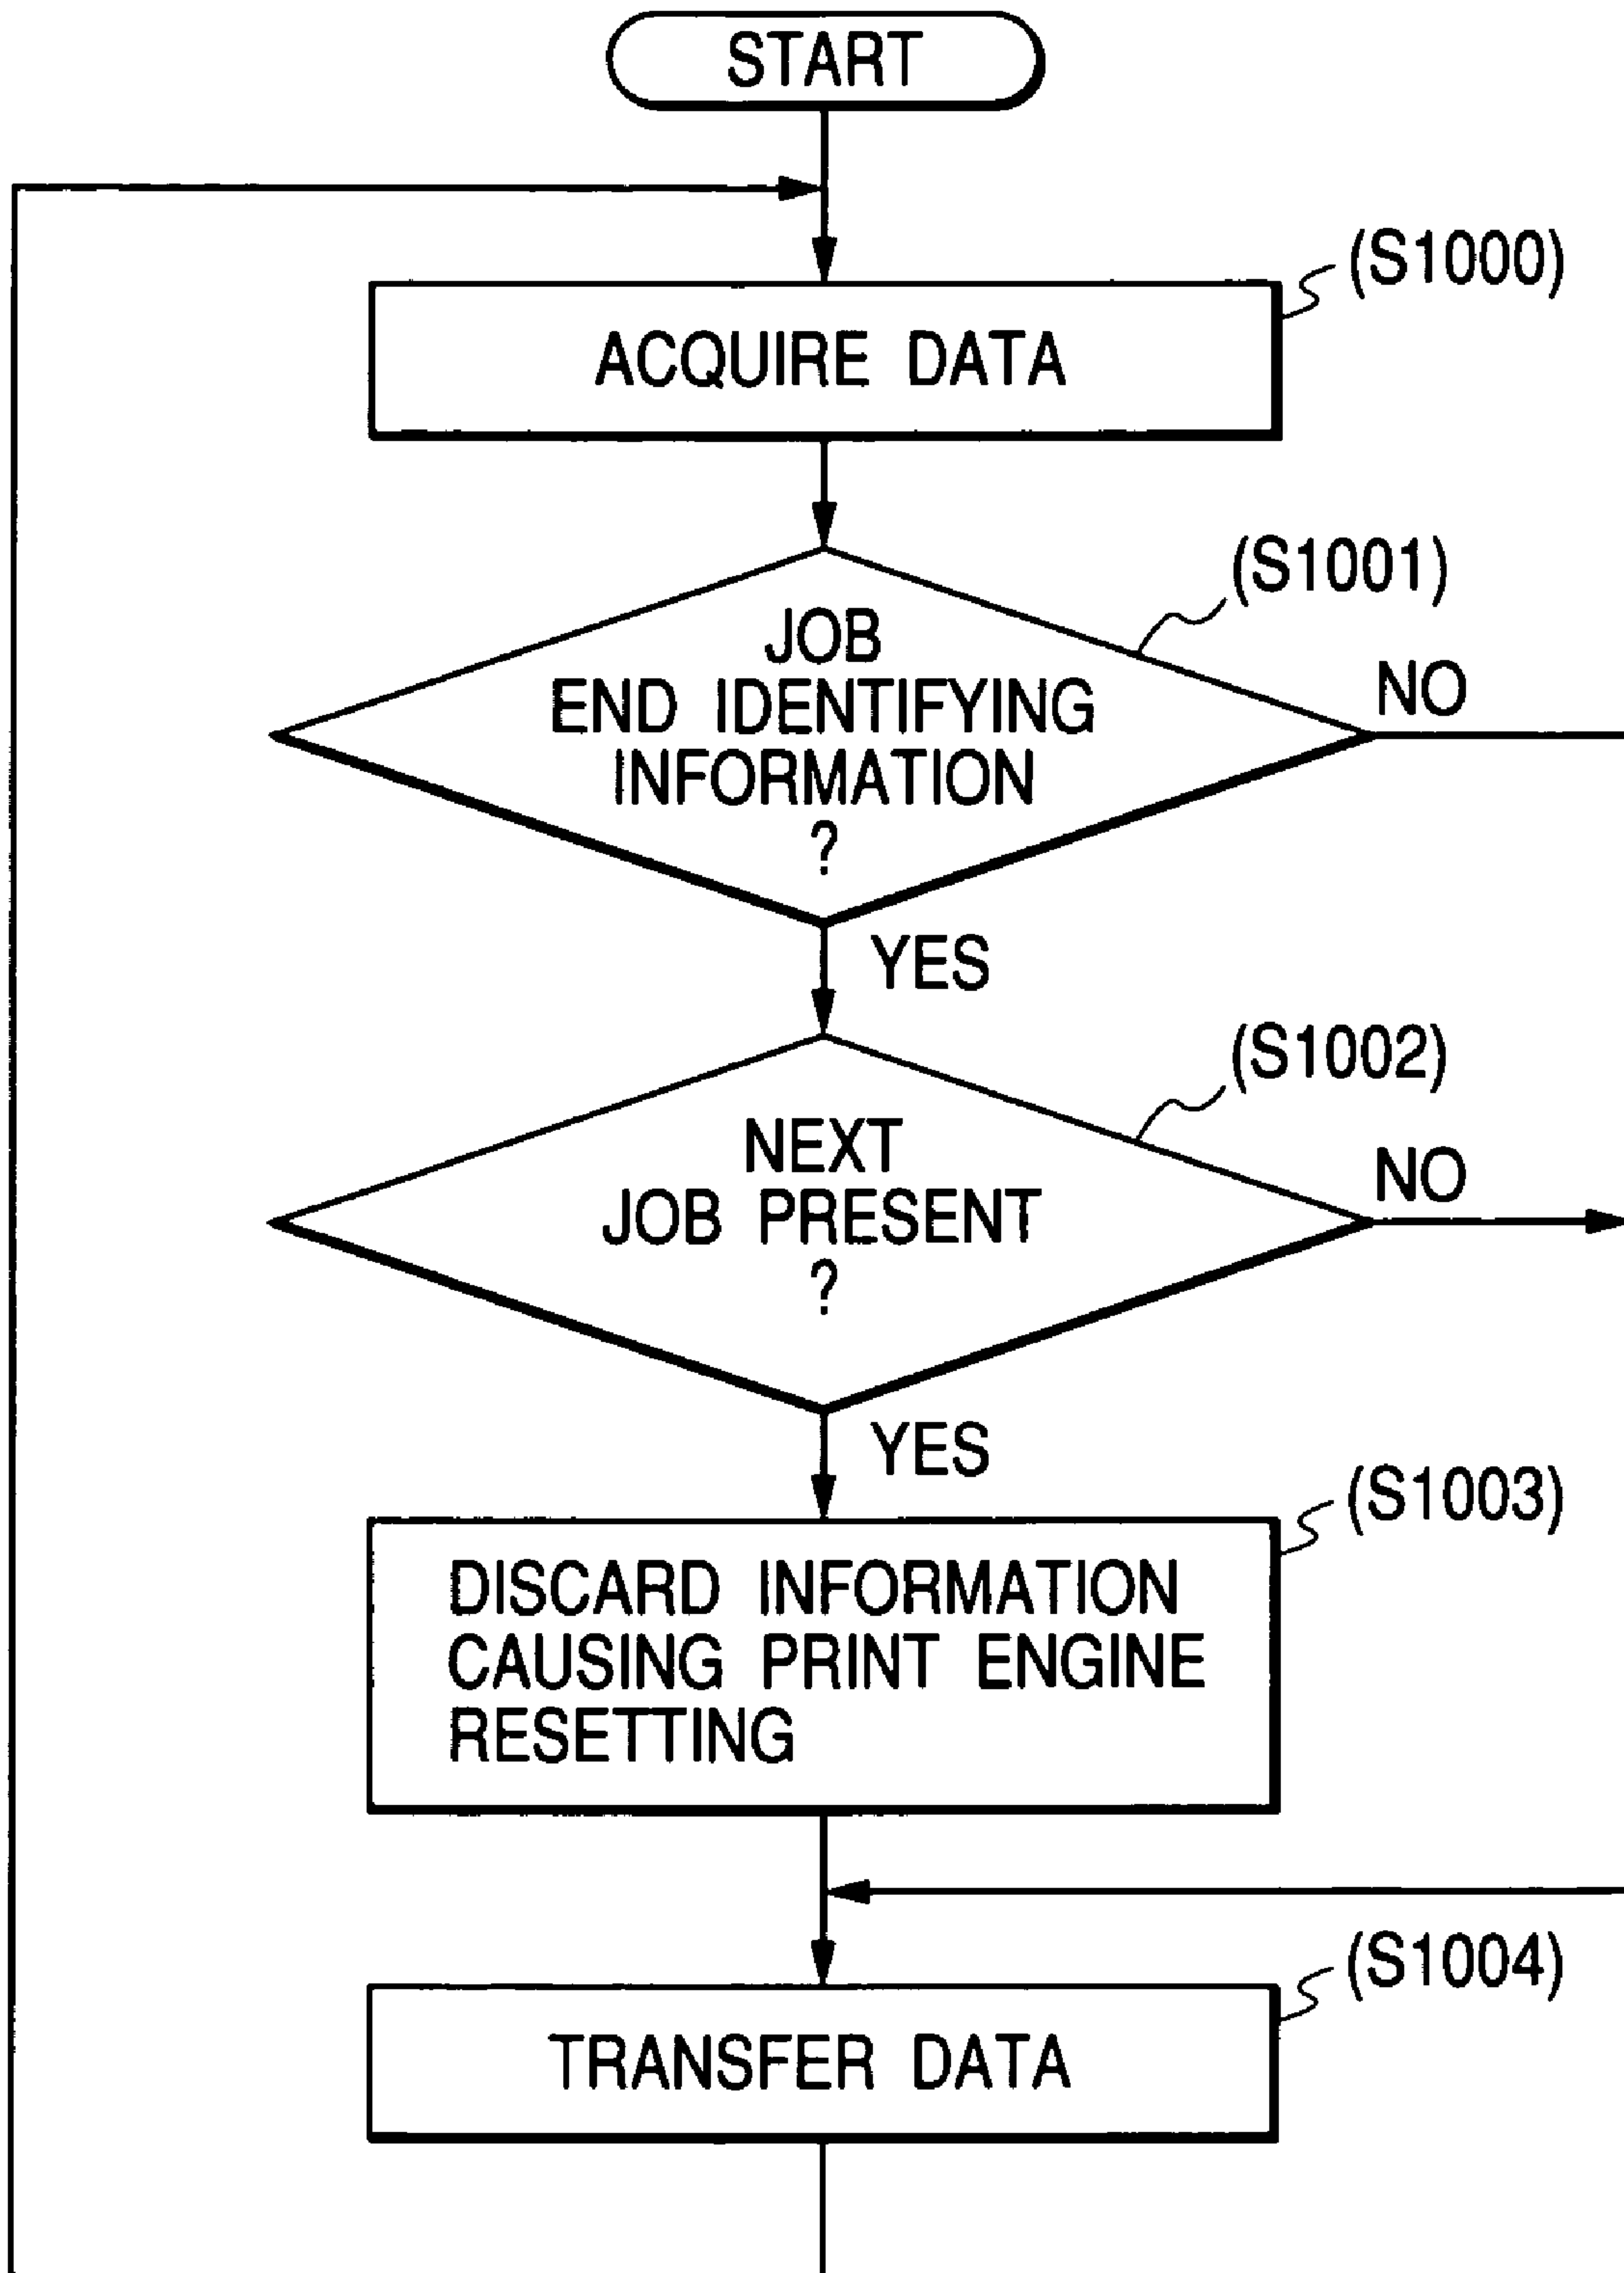 START
(S1000)
ACQUIRE DATA
(S1001)
JOB
END IDENTIFYING
INFORMATION
?
NO
YES
(S1002)
NEXT
JOB PRESENT
?
NO
YES
(S1003)
DISCARD INFORMATION
CAUSING PRINT ENGINE
RESETTING
(S1004)
TRANSFER DATA